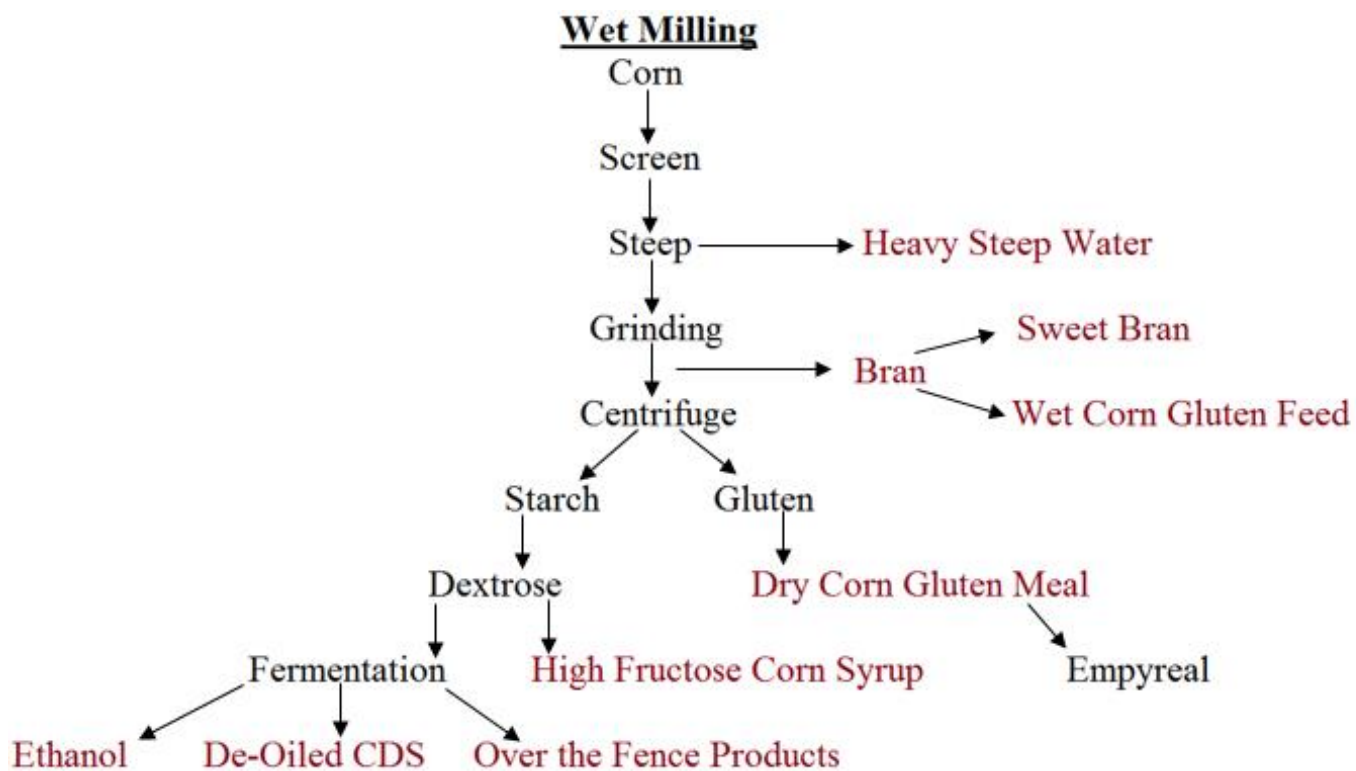 Wet Milling
Corn
Screen
Steep
Heavy Steep Water
Grinding
Sweet Bran
Bran
Centrifuge
Wet Corn Gluten Feed
Starch
Gluten
Dextrose
Dry Corn Gluten Meal
Fermentation
High Fructose Corn Syrup
Empyreal
Ethanol
De-Oiled CDS
Over the Fence Products